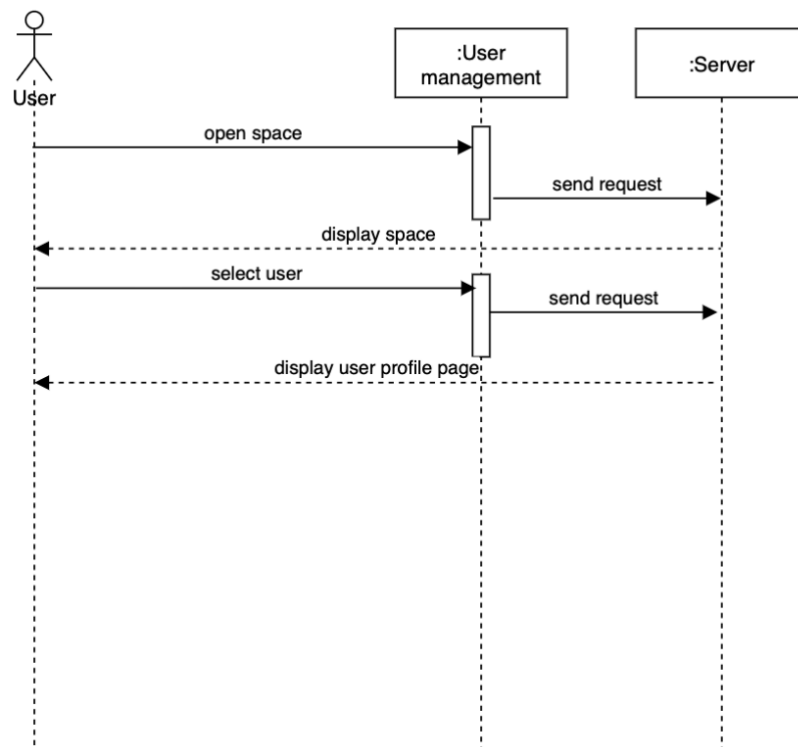 :User
management
:Server
User
open space
send request
display space
select user
send request
display user profile page